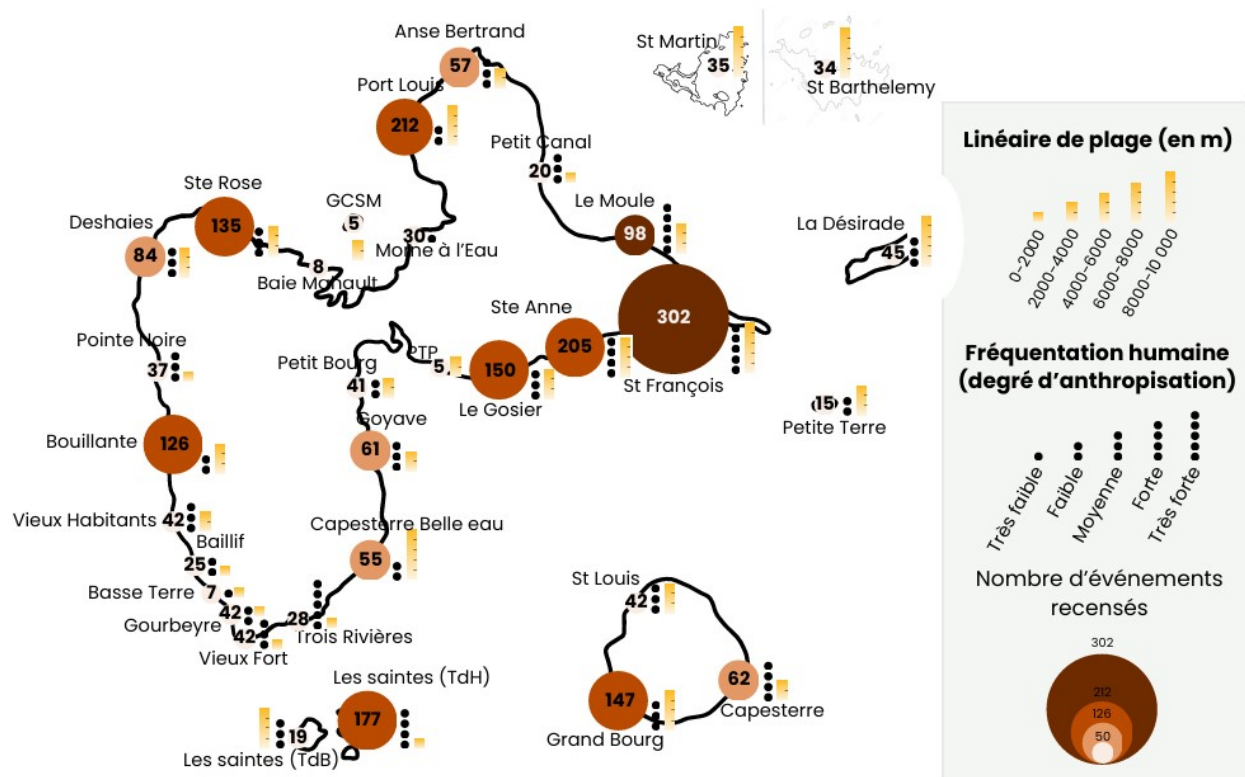 Anse Bertrand
57
Port Louis
212
St Martin
35
34
St Barthelemy
Petit Canal
20
Ste Rose
135
GCSM
5
Le Moule
98
Deshaies
84
30
Morne à l'Eau
8
Baie Mahault
La Désirade
45
Ste Anne
302
205
St François
Pointe Noire
37
Petit Bourg
41
PTP
5
150
Le Gosier
Goyave
61
15
Petite Terre
Bouillante
126
Vieux Habitants
42
Capesterre Belle eau
55
Baillif
25
Basse Terre
7
Gourbeyre
42
42
Vieux Fort
28
Trois Rivières
St Louis
42
62
Capesterre
147
Grand Bourg
Les saintes (TdH)
177
19
Les saintes (TdB)
Linéaire de plage (en m)
0-2000
2000-4000
4000-6000
6000-8000
8000-10 000
Fréquentation humaine
(degré d'anthropisation)
Très faible
Faible
Moyenne
Forte
Très forte
Nombre d'événements
recensés
302
212
126
50